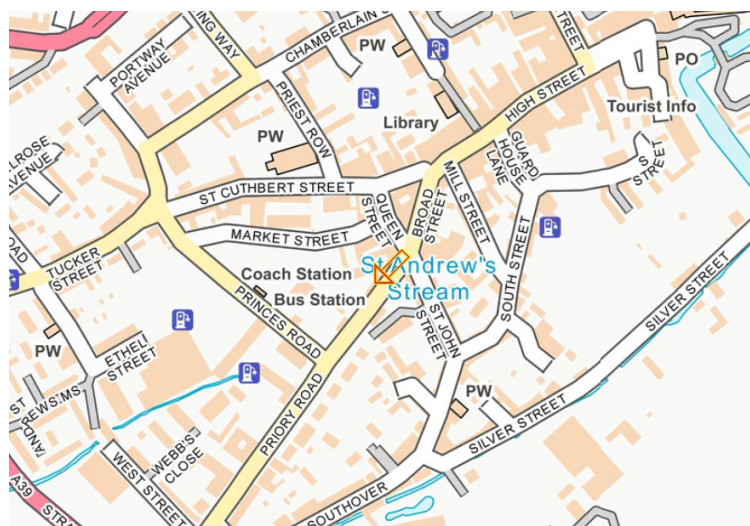 ING WAY
CHAMBERLAIN S
PORTWAY
AVENUE
PW
STREET
PO
HIGH STREET
PRIEST ROW
Library
Tourist Info
PW
LROSE
AVENUE
GUARD
HOUSE
LANE
S
STREET
MILL STREET
ST CUTHBERT STREET
QUEEN
STREET
BROAD
STREET
MARKET STREET
OAD
TUCKER
STREET
Coach Station
St Andrew's
Stream
Bus Station
SOUTH STREET
SILVER STREET
PRINCES ROAD
ST JOHN
STREET
PW
ETHEL
STREET
PRIORY ROAD
PW
ST
ANDREWS
MS
SILVER STREET
WEBB'S
CLOSE
WEST STREET
A39
STRA
SOUTHOVER